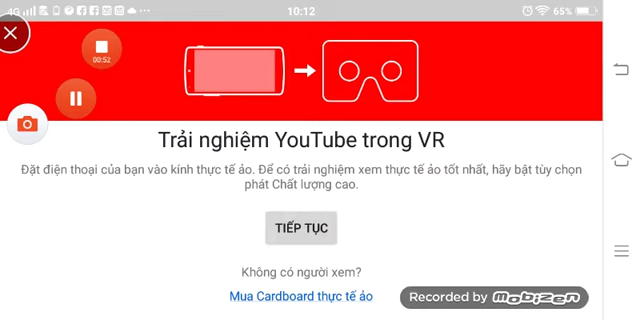 4G
10:12
65%
00:52
Trải nghiệm YouTube trong VR
Đặt điện thoại của bạn vào kính thực tế ảo. Để có trải nghiệm xem thực tế ảo tốt nhất, hãy bật tùy chọn
phát Chất lượng cao.
TIẾP TỤC
Không có người xem?
Mua Cardboard thực tế ảo
Recorded by Mobizen